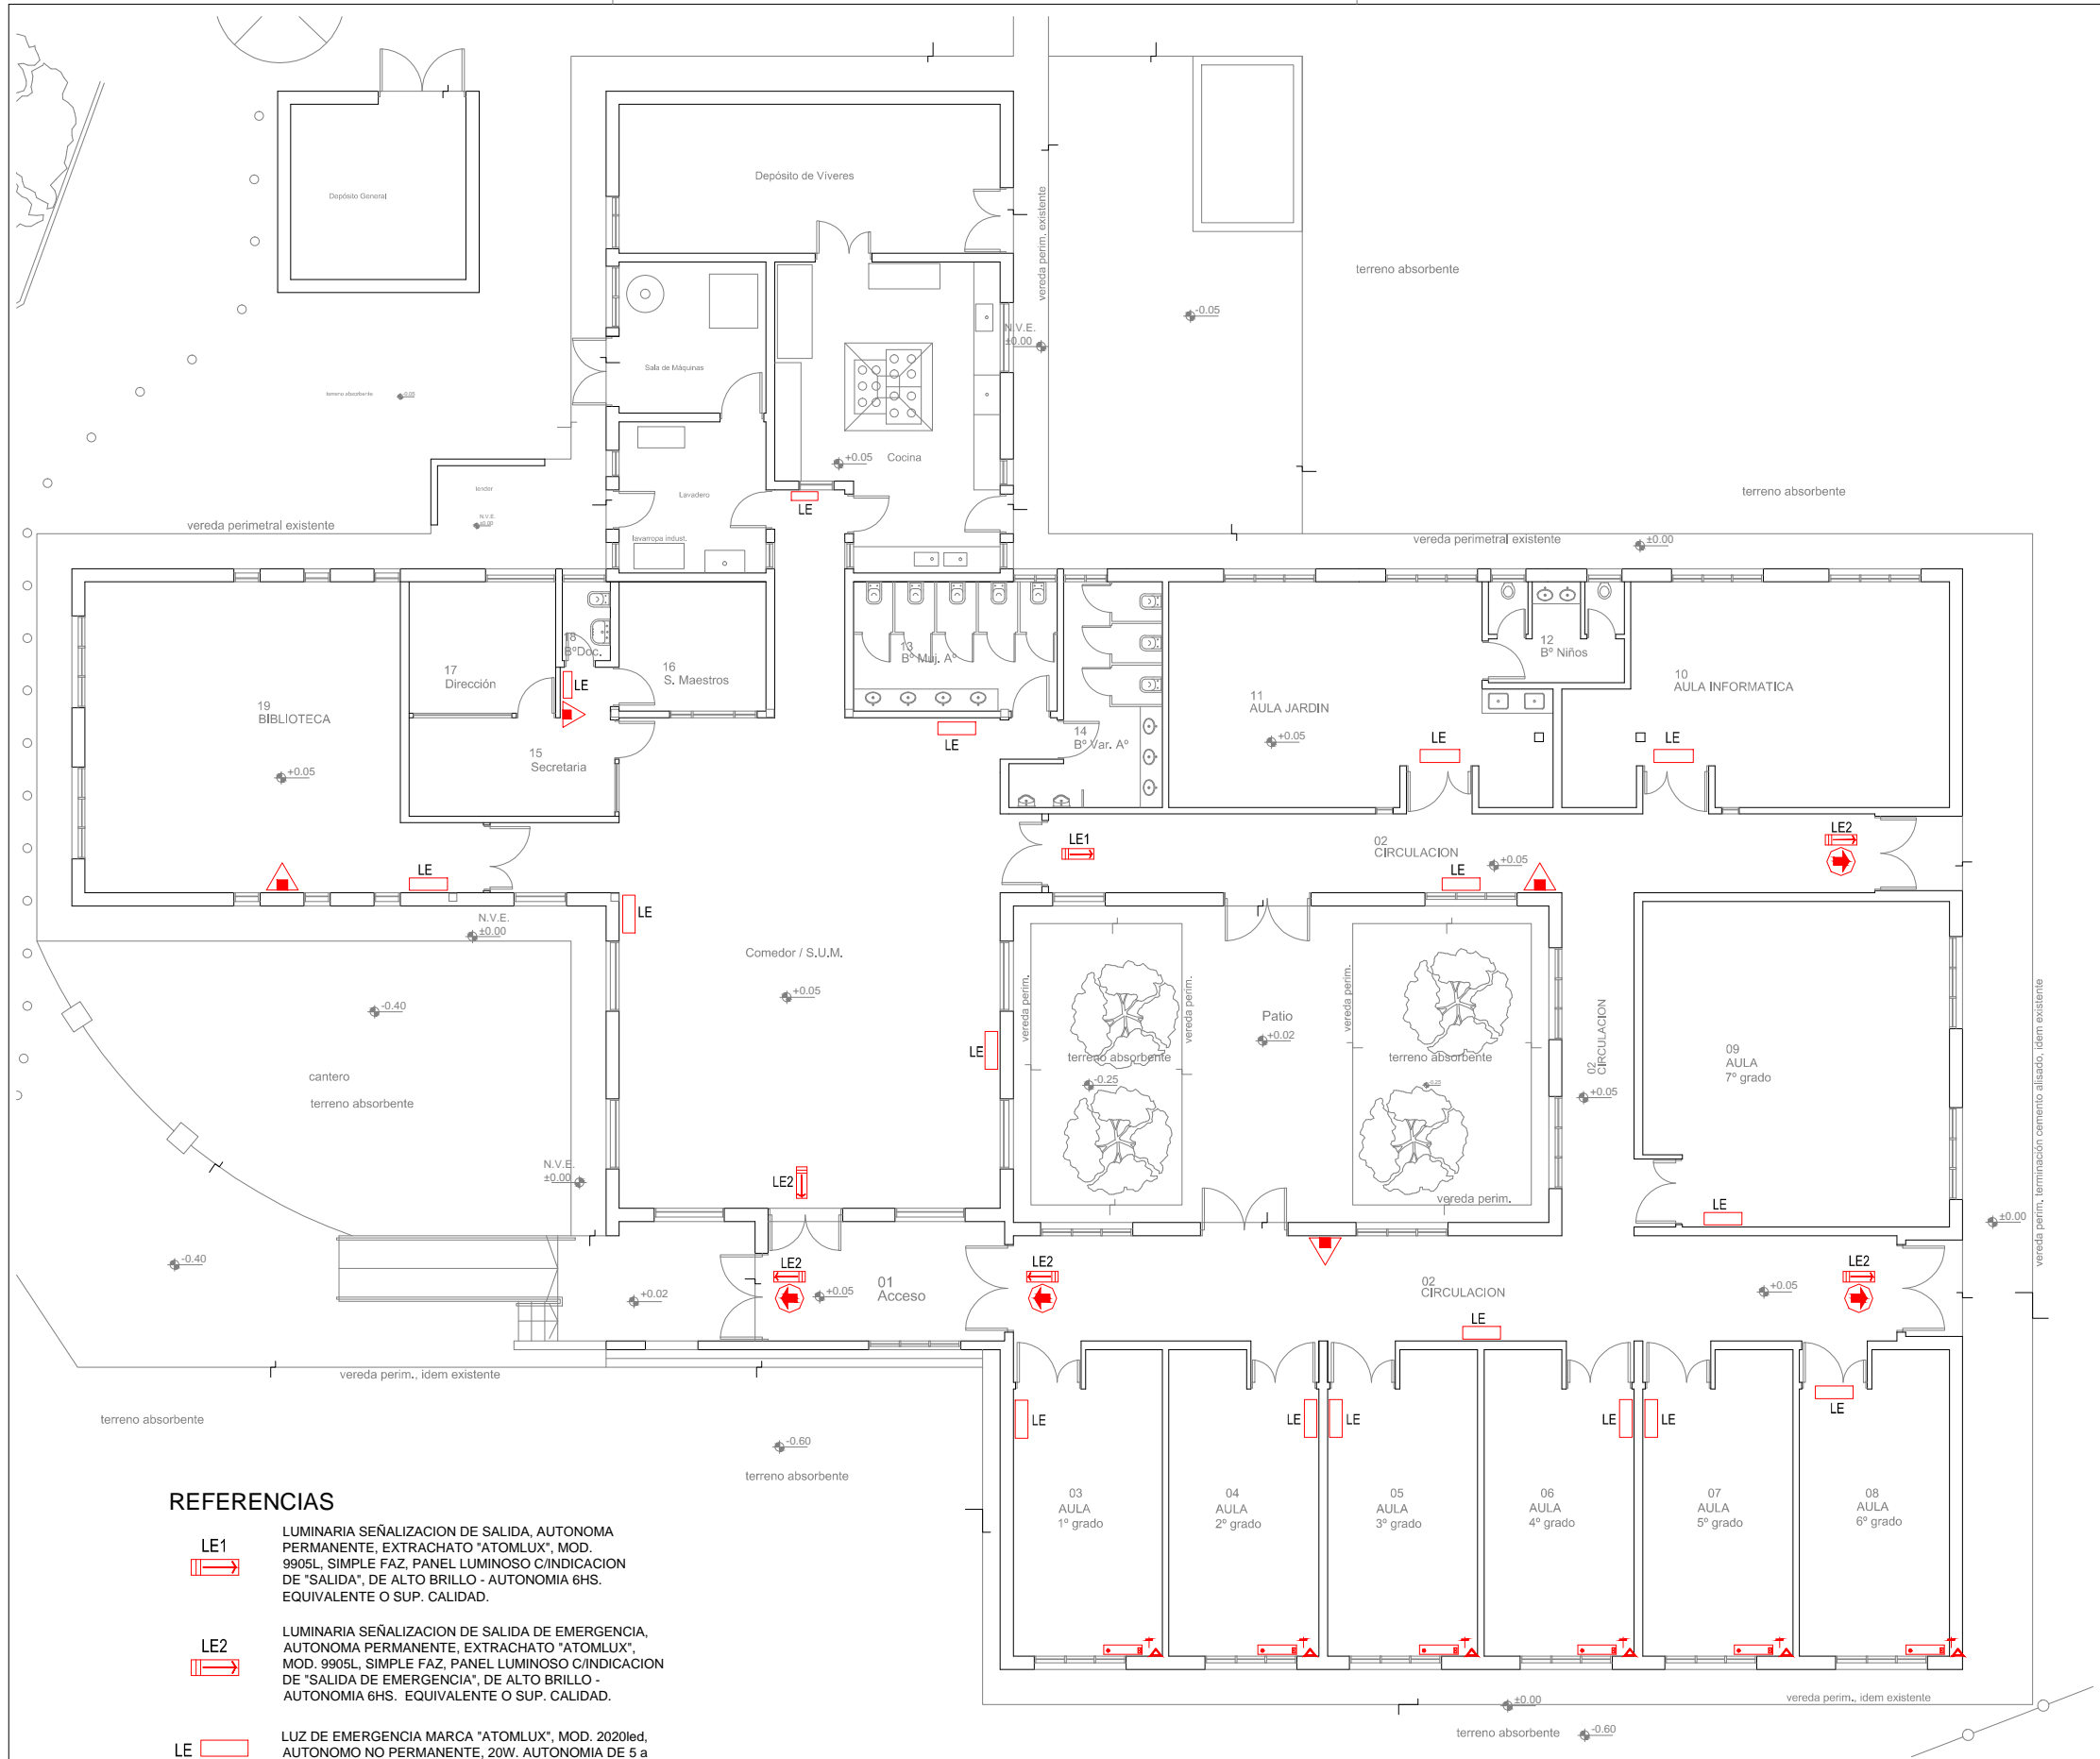 Depósito General
Depósito de Víveres
vereda perim. existente
terreno absorbente
-0.05
N.V.E.
±0.00
Sala de Máquinas
terreno absorbente
-0.05
+0.05
Cocina
Lavadero
tender
N.V.E.
±0.00
LE
terreno absorbente
vereda perimetral existente
lavarropa indust.
vereda perimetral existente
±0.00
18
BºDoc.
17
Dirección
LE
16
S. Maestros
13
Bº Muj. Aº
12
Bº Niños
10
AULA INFORMATICA
11
AULA JARDIN
19
BIBLIOTECA
LE
14
Bº Var. Aº
+0.05
LE
LE
15
Secretaria
+0.05
LE1
02
CIRCULACION
+0.05
LE2
LE
LE
LE
N.V.E.
±0.00
Comedor / S.U.M.
+0.05
-0.40
vereda perim.
vereda perim.
vereda perim.
Patio
+0.02
LE
terreno absorbente
-0.25
terreno absorbente
-0.25
02
CIRCULACION
+0.05
09
AULA
7º grado
cantero
terreno absorbente
vereda perim, terminación cemento alisado, idem existente
N.V.E.
±0.00
LE2
vereda perim.
LE
±0.00
-0.40
+0.02
LE2
+0.05
01
Acceso
LE2
02
CIRCULACION
+0.05
LE2
LE
vereda perim., idem existente
terreno absorbente
LE
LE
LE
LE
LE
LE
-0.60
terreno absorbente
03
AULA
1º grado
04
AULA
2º grado
05
AULA
3º grado
06
AULA
4º grado
07
AULA
5º grado
08
AULA
6º grado
REFERENCIAS
LE1
LUMINARIA SEÑALIZACION DE SALIDA, AUTONOMA
PERMANENTE, EXTRACHATO "ATOMLUX", MOD.
9905L, SIMPLE FAZ, PANEL LUMINOSO C/INDICACION
DE "SALIDA", DE ALTO BRILLO - AUTONOMIA 6HS.
EQUIVALENTE O SUP. CALIDAD.
LE2
LUMINARIA SEÑALIZACION DE SALIDA DE EMERGENCIA,
AUTONOMA PERMANENTE, EXTRACHATO "ATOMLUX",
MOD. 9905L, SIMPLE FAZ, PANEL LUMINOSO C/INDICACION
DE "SALIDA DE EMERGENCIA", DE ALTO BRILLO -
AUTONOMIA 6HS. EQUIVALENTE O SUP. CALIDAD.
LE
LUZ DE EMERGENCIA MARCA "ATOMLUX", MOD. 2020led,
AUTONOMO NO PERMANENTE, 20W. AUTONOMIA DE 5 a
±0.00
vereda perim., idem existente
terreno absorbente
-0.60